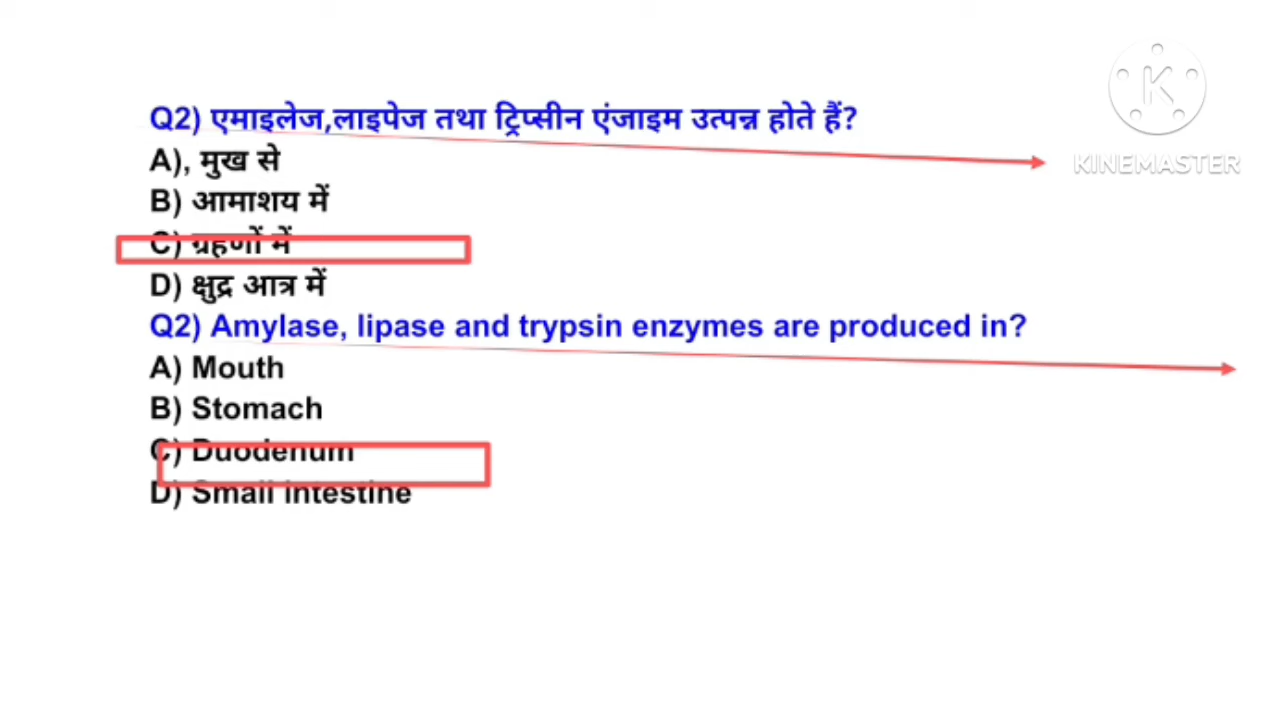 Q2) एमाइलेज,लाइपेज तथा ट्रिप्सीन एंजाइम उत्पन्न होते हैं?
A), मुख से
B) आमाशय में
C) ग्रहणों में
D) क्षुद्र आत्र में
Q2) Amylase, lipase and trypsin enzymes are produced in?
A) Mouth
B) Stomach
C) Duodenum
D) Small intestine
K
KINEMASTER